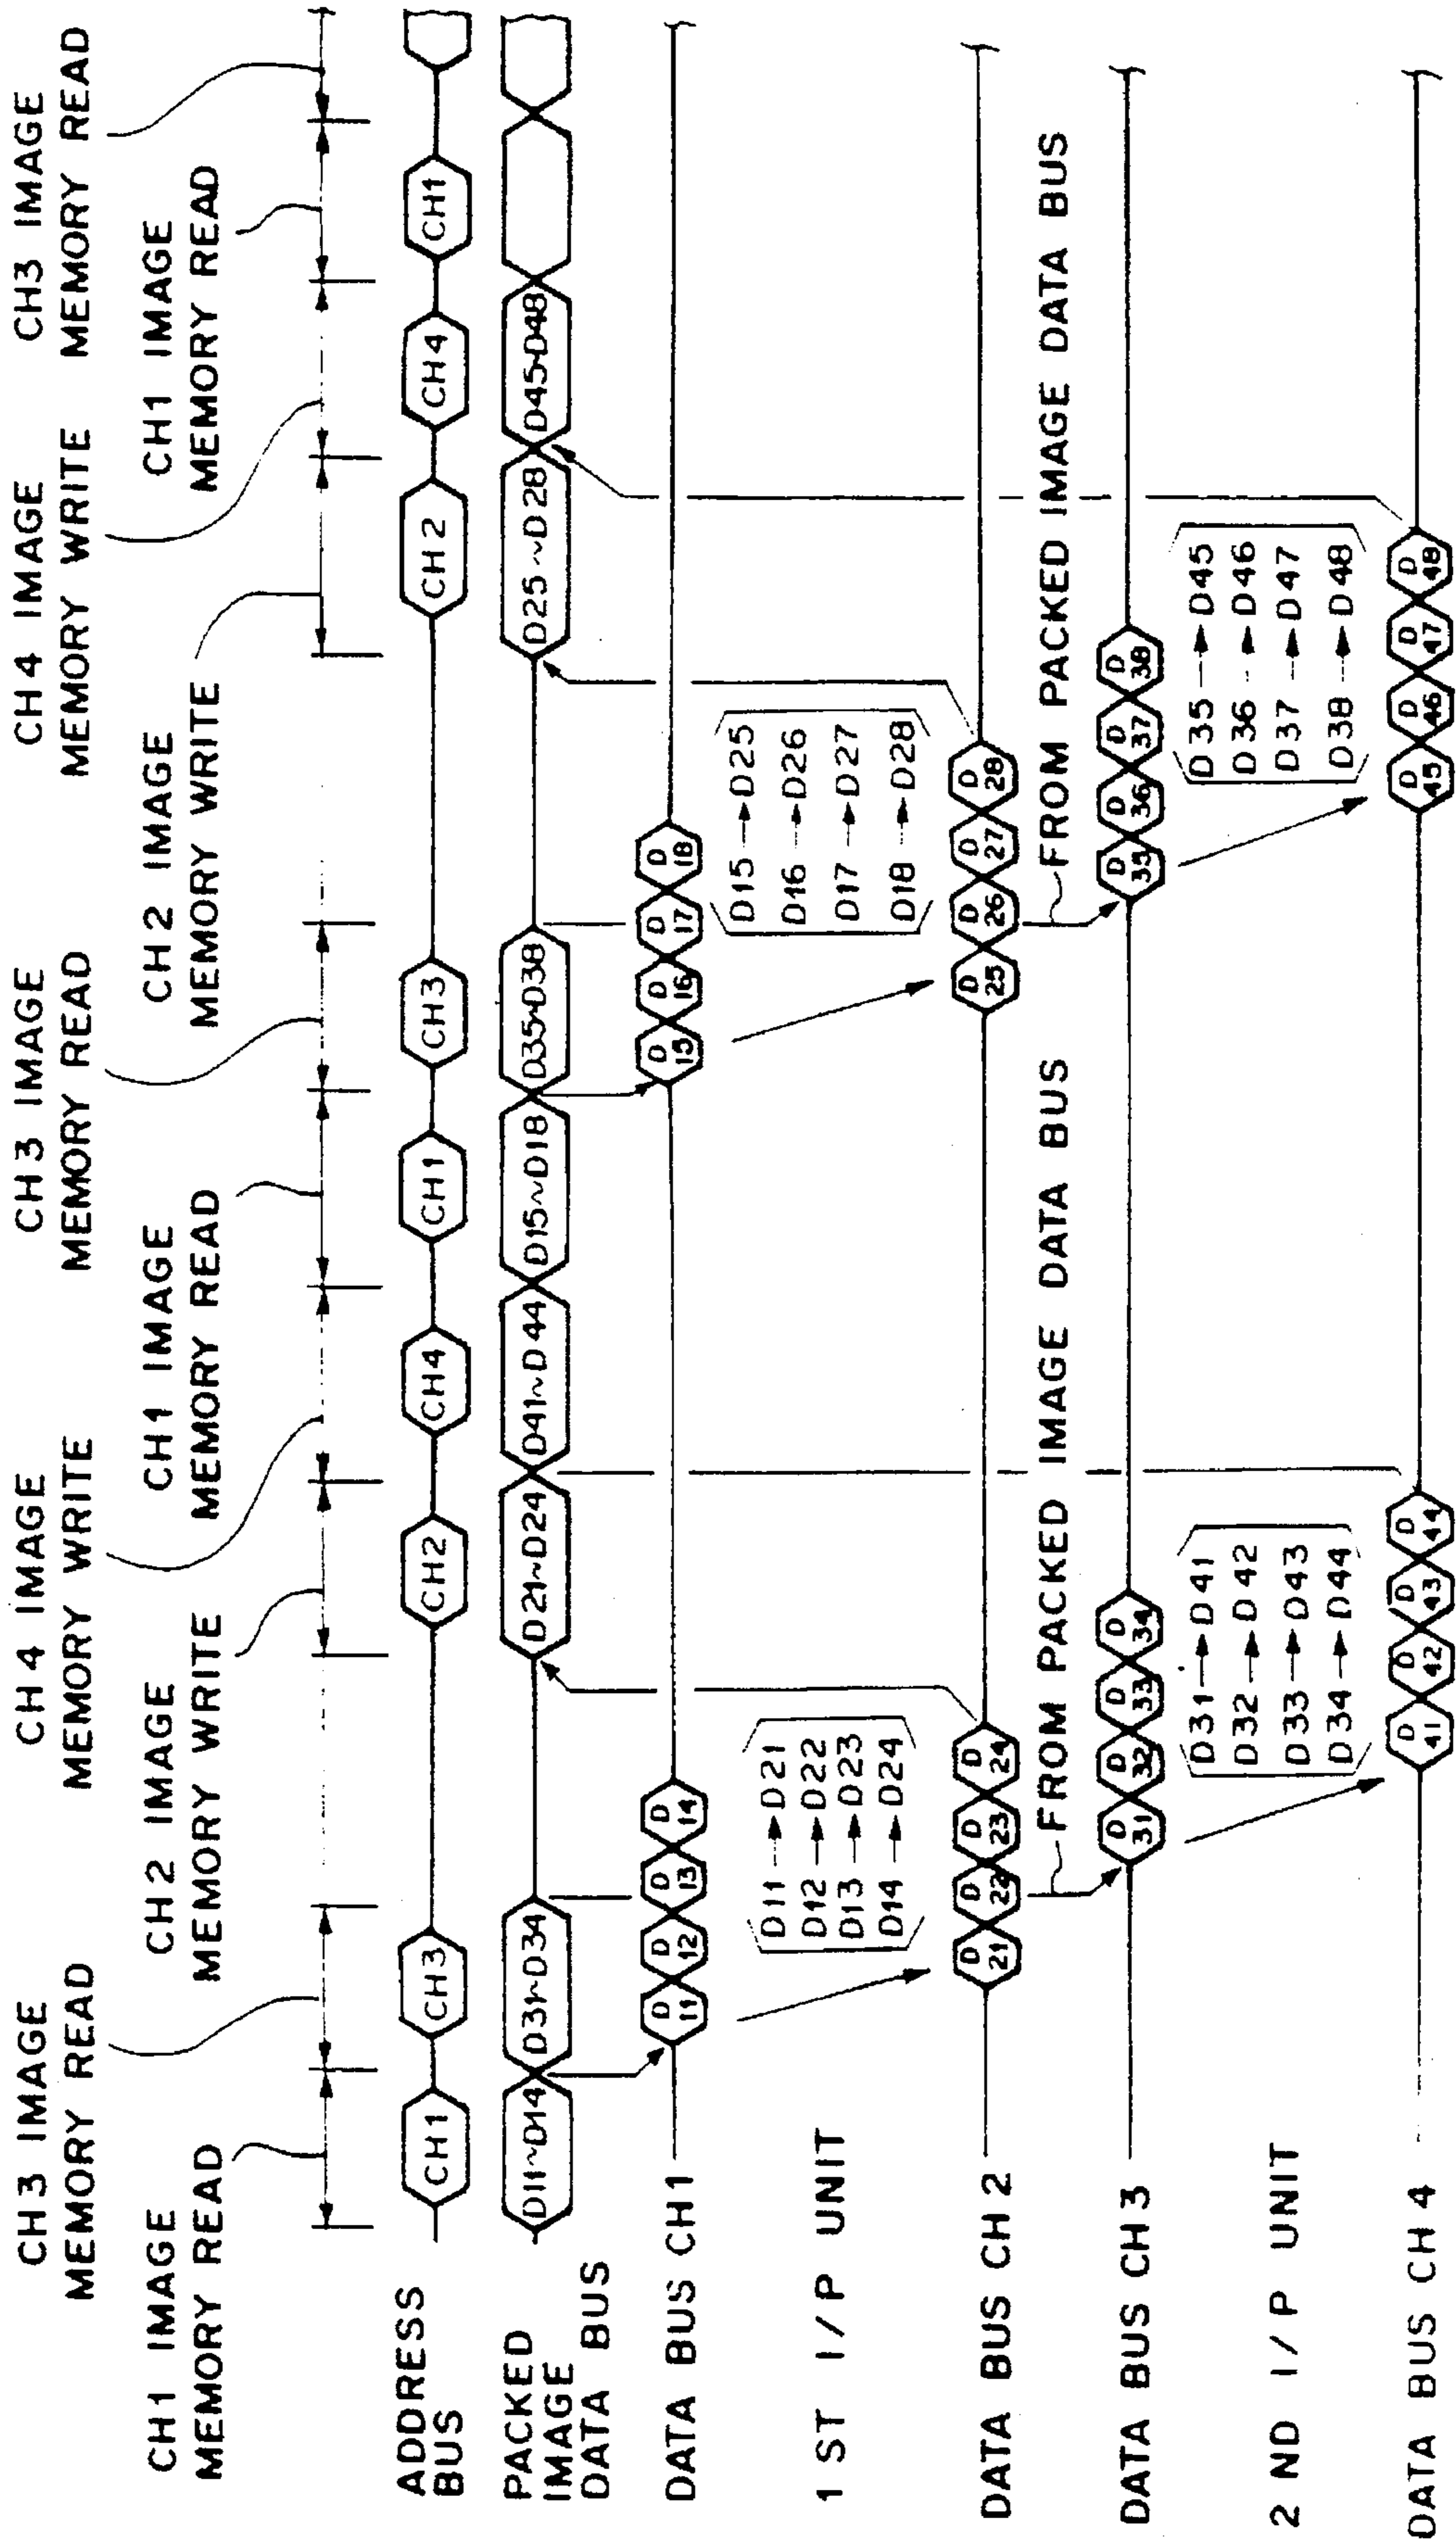 CH3 IMAGE
MEMORY READ
CH4 IMAGE
MEMORY WRITE
CH3 IMAGE
MEMORY READ
CH4 IMAGE
MEMORY WRITE
CH3 IMAGE
MEMORY READ
CH1 IMAGE
MEMORY READ
CH2 IMAGE
MEMORY WRITE
CH1 IMAGE
MEMORY READ
CH2 IMAGE
MEMORY WRITE
CH1 IMAGE
MEMORY READ
ADDRESS
BUS
CH1
CH3
CH2
CH4
CH1
CH3
CH2
CH4
CH1
PACKED
IMAGE
DATA BUS
D11~D14
D31~D34
D21~D24
D41~D44
D15~D18
D35~D38
D25~D28
D45~D48
DATA BUS CH1
D 11
D 12
D 13
D 14
D 15
D 16
D 17
D 18
1 ST I/P UNIT
D11→D21
D12→D22
D13→D23
D14→D24
D15→D25
D16→D26
D17→D27
D18→D28
DATA BUS CH2
D 21
D 22
D 23
D 24
D 25
D 26
D 27
D 28
FROM PACKED IMAGE DATA BUS
FROM PACKED IMAGE DATA BUS
DATA BUS CH3
D 31
D 32
D 33
D 34
D 35
D 36
D 37
D 38
2 ND I/P UNIT
D31→D41
D32→D42
D33→D43
D34→D44
D35→D45
D36→D46
D37→D47
D38→D48
DATA BUS CH4
D 41
D 42
D 43
D 44
D 45
D 46
D 47
D 48